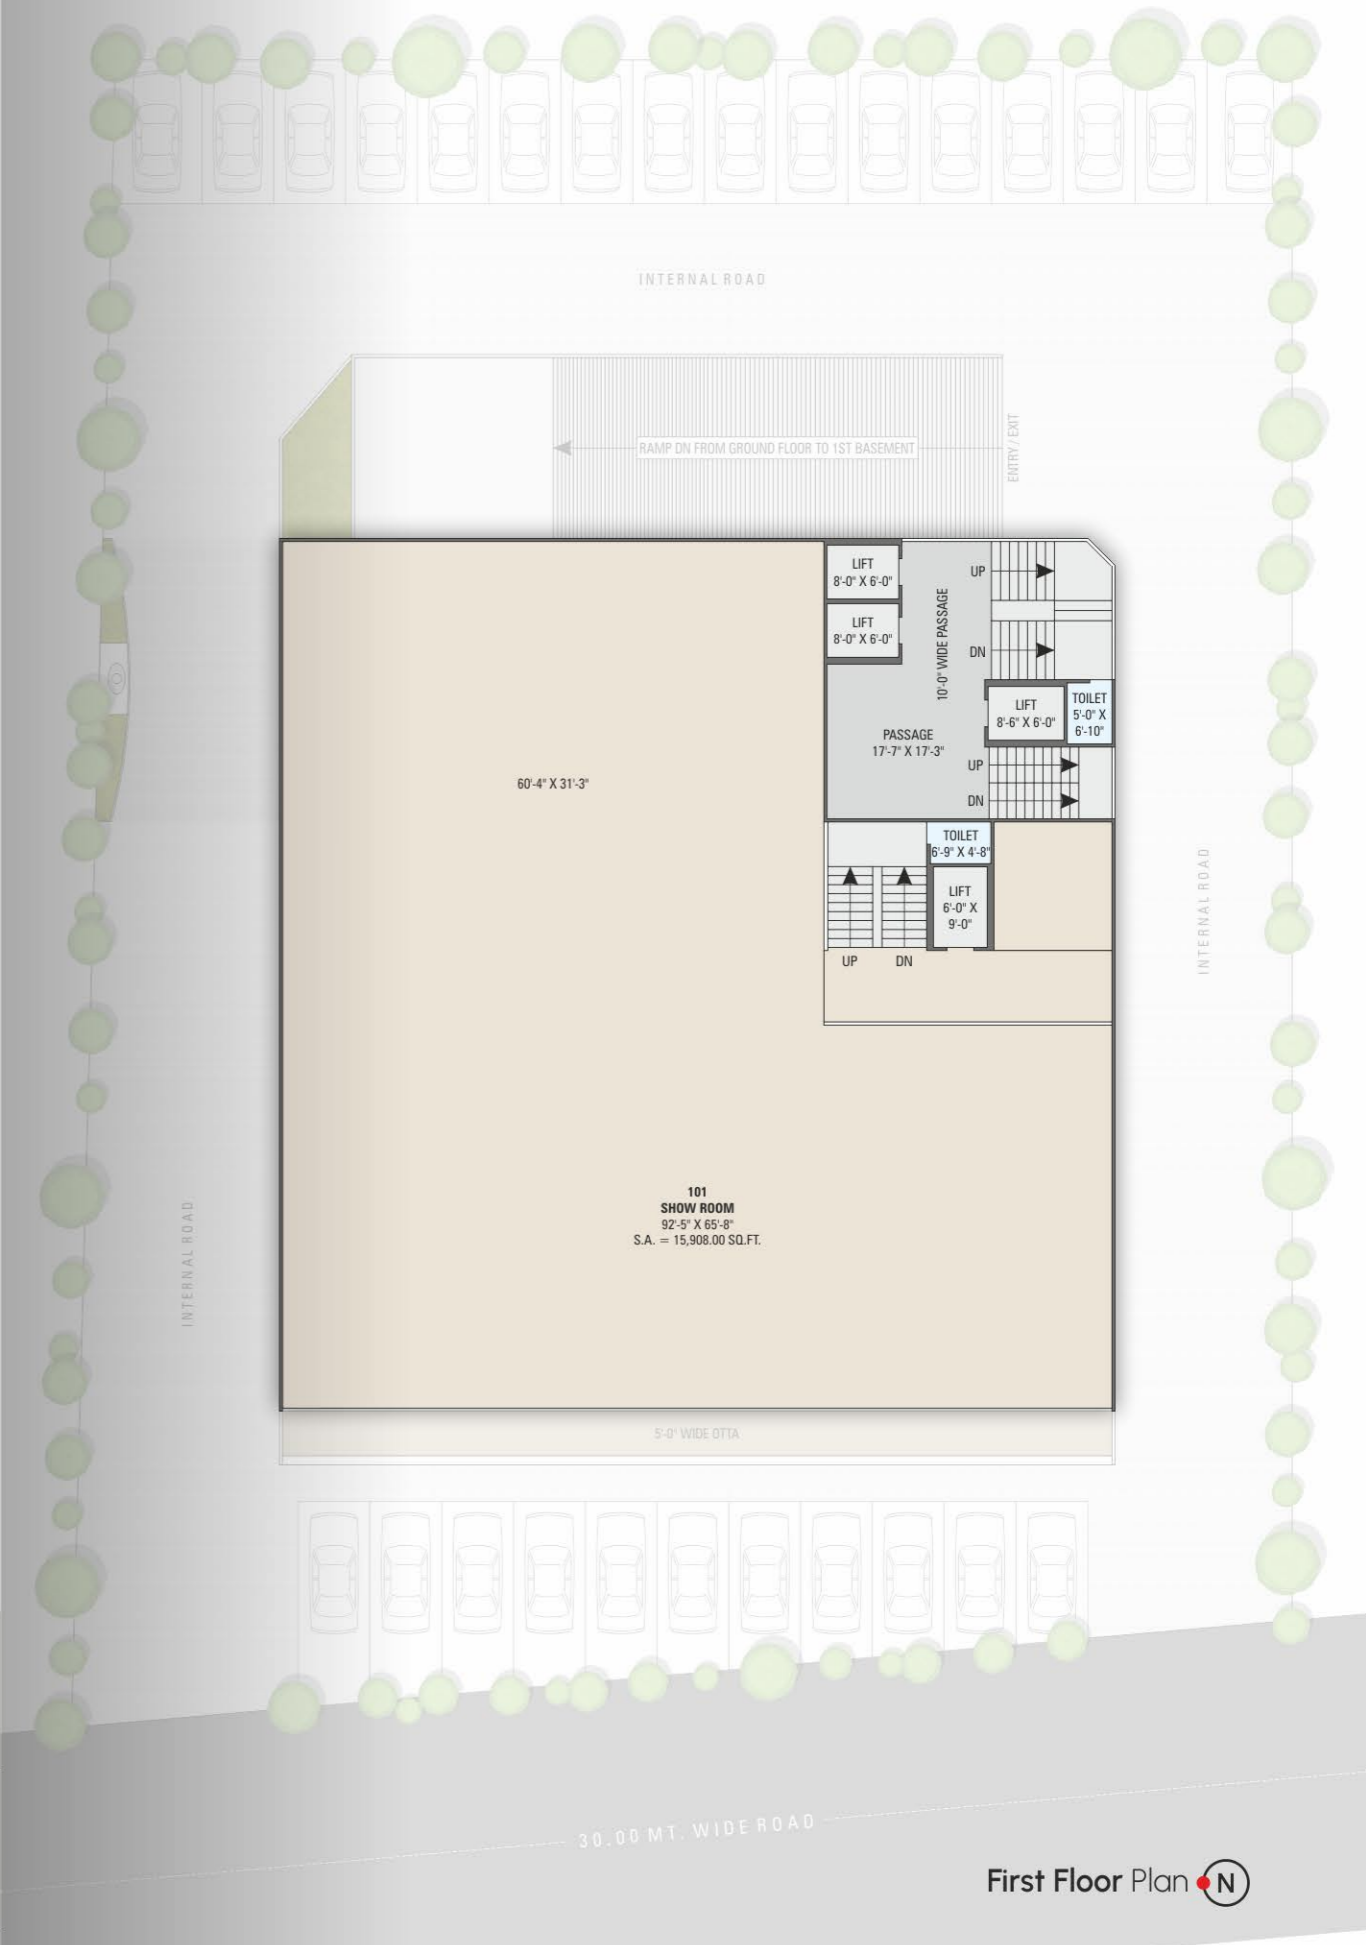 INTERNAL ROAD
RAMP DN FROM GROUND FLOOR TO 1ST BASEMENT
ENTRY / EXIT
LIFT
8'-0" X 6'-0"
LIFT
8'-0" X 6'-0"
10'-0" WIDE PASSAGE
UP
DN
LIFT
8'-6" X 6'-0"
TOILET
5'-0" X
6'-10"
PASSAGE
17'-7" X 17'-3"
UP
DN
60'-4" X 31'-3"
TOILET
6'-9" X 4'-8"
LIFT
6'-0" X
9'-0"
UP
DN
INTERNAL ROAD
101
SHOW ROOM
92'-5" X 65'-8"
S.A. = 15,908.00 SQ.FT.
INTERNAL ROAD
5'-0" WIDE OTTA
30.00 MT. WIDE ROAD
First Floor Plan N